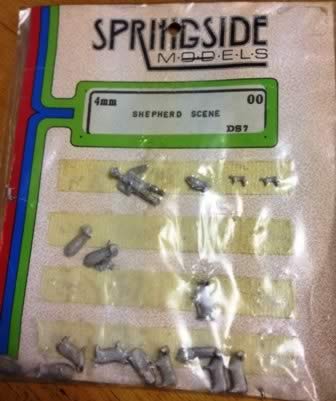 SPRINGSIDE
MODELS
4mm 00
SHEPHERD SCENE
DS7